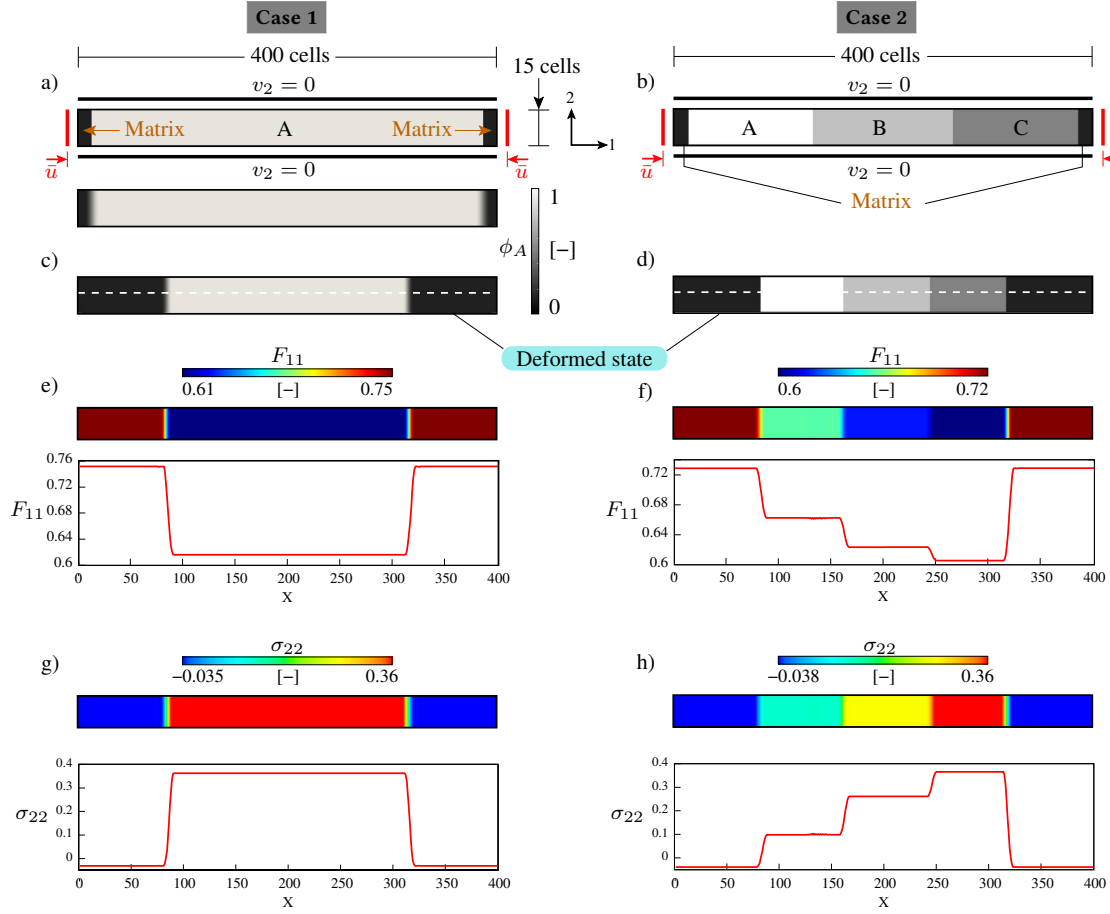 Case 1
Case 2
400 cells
400 cells
a)
v₂ = 0
15 cells
b)
v₂ = 0
2
Matrix
A
Matrix
1
A
B
C
ū
ū
ū
v₂ = 0
v₂ = 0
Matrix
1
ϕ_A
[−]
0
c)
d)
Deformed state
e)
F₁₁
0.61
[−]
0.75
f)
F₁₁
0.6
[−]
0.72
0.76
0.72
0.68
0.64
0.6
F₁₁
0 50 100 150 200 250 300 350 400
X
0.72
0.68
0.64
0.6
F₁₁
0 50 100 150 200 250 300 350 400
X
g)
σ₂₂
−0.035
[−]
0.36
h)
σ₂₂
−0.038
[−]
0.36
0.4
0.3
0.2
0.1
0
σ₂₂
0 50 100 150 200 250 300 350 400
X
0.4
0.3
0.2
0.1
0
σ₂₂
0 50 100 150 200 250 300 350 400
X